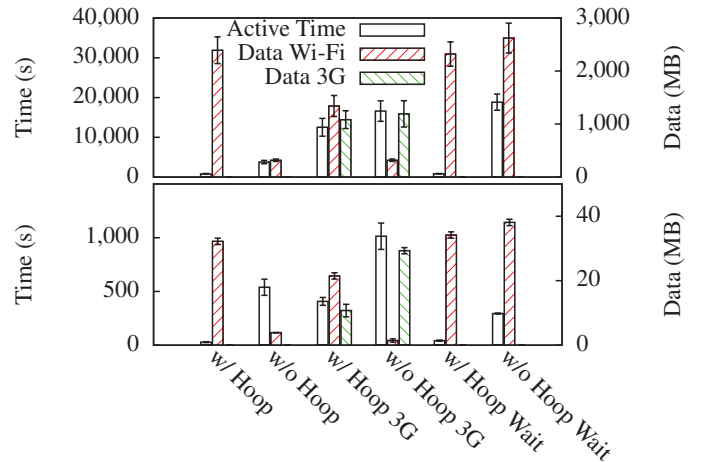 40,000
30,000
20,000
10,000
0
Time (s)
Active Time
Data Wi-Fi
Data 3G
3,000
2,000
1,000
0
Data (MB)
1,000
500
0
Time (s)
40
20
0
Data (MB)
w/ Hoop
w/o Hoop
w/ Hoop 3G
w/o Hoop 3G
w/ Hoop Wait
w/o Hoop Wait